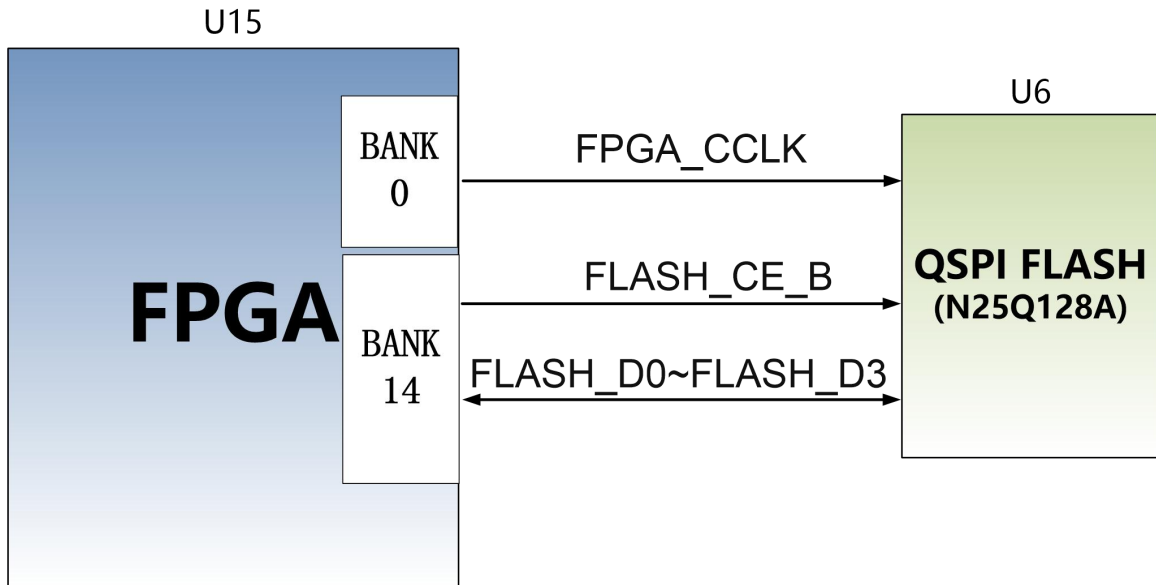 U15
U6
BANK
0
FPGA_CCLK
FPGA
FLASH_CE_B
QSPI FLASH
(N25Q128A)
BANK
14
FLASH_D0~FLASH_D3